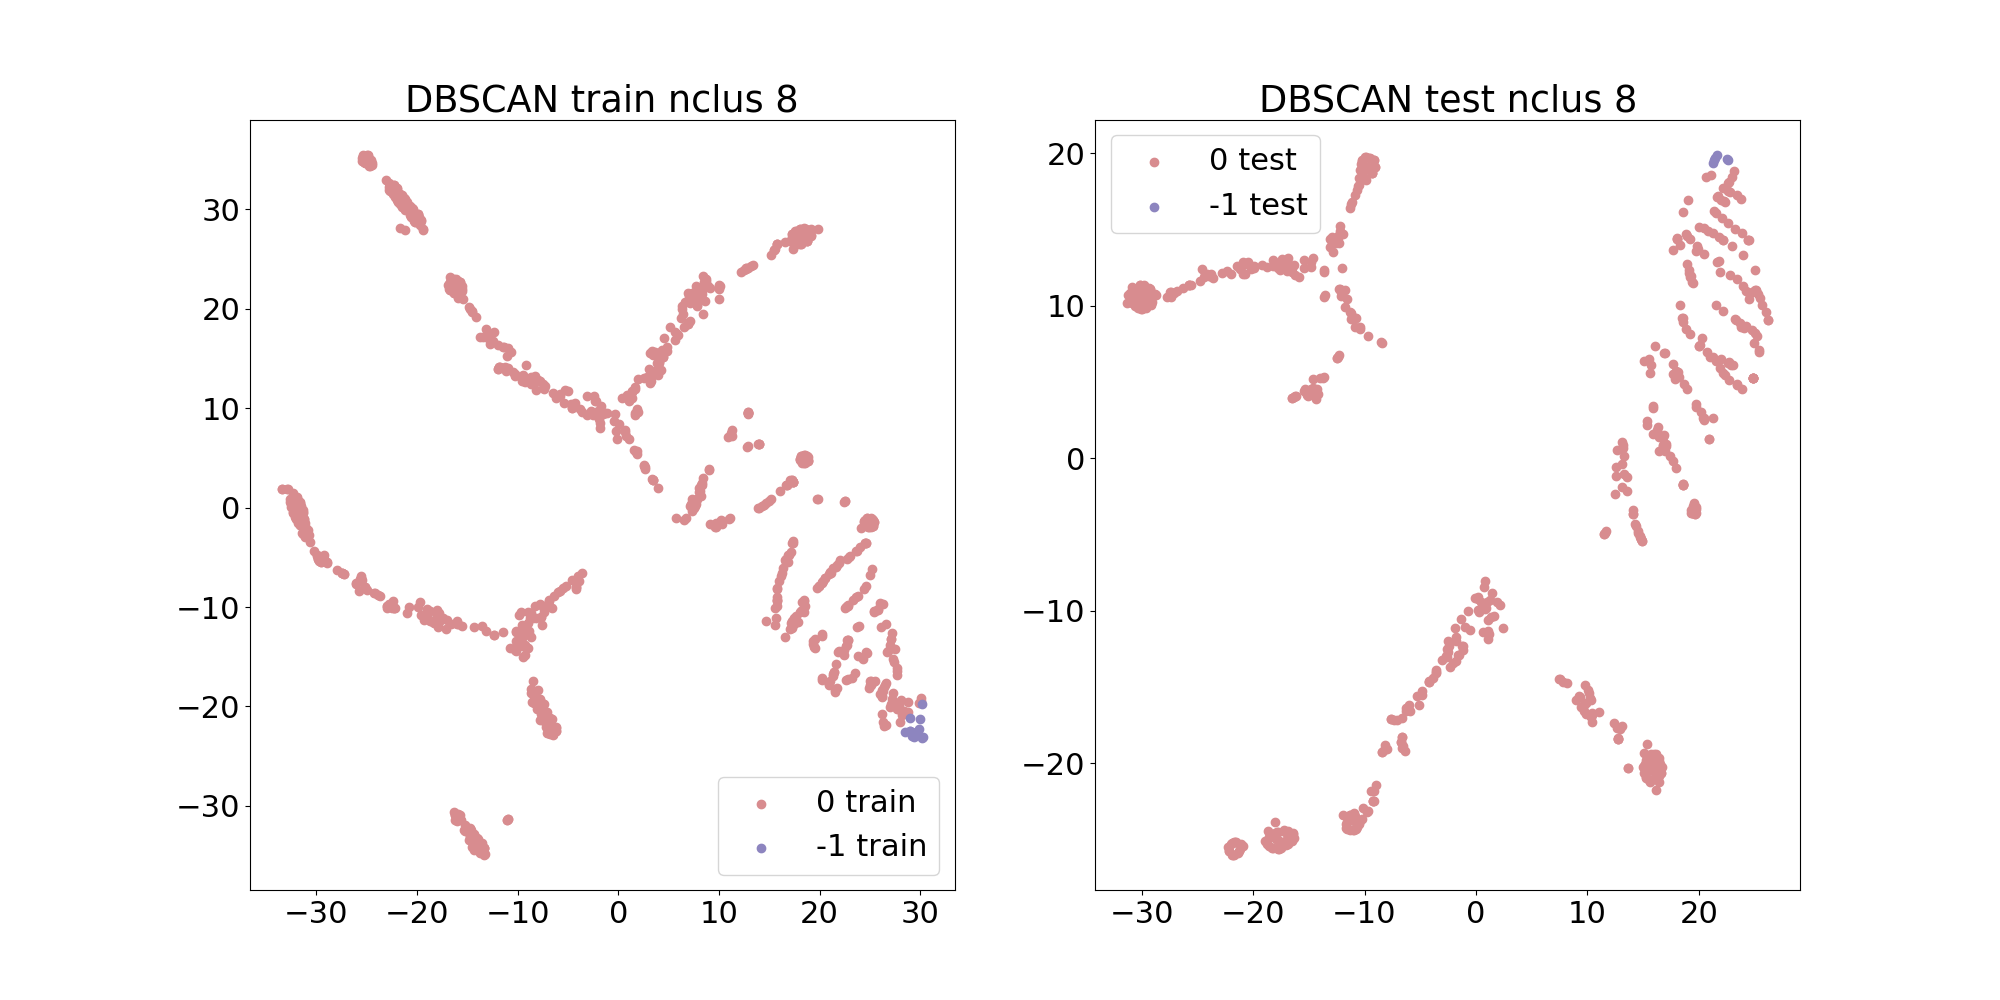 DBSCAN train nclus 8
30
20
10
0
−10
−20
−30
−30 −20 −10 0 10 20 30
0 train
-1 train
DBSCAN test nclus 8
0 test
-1 test
20
10
0
−10
−20
−30 −20 −10 0 10 20